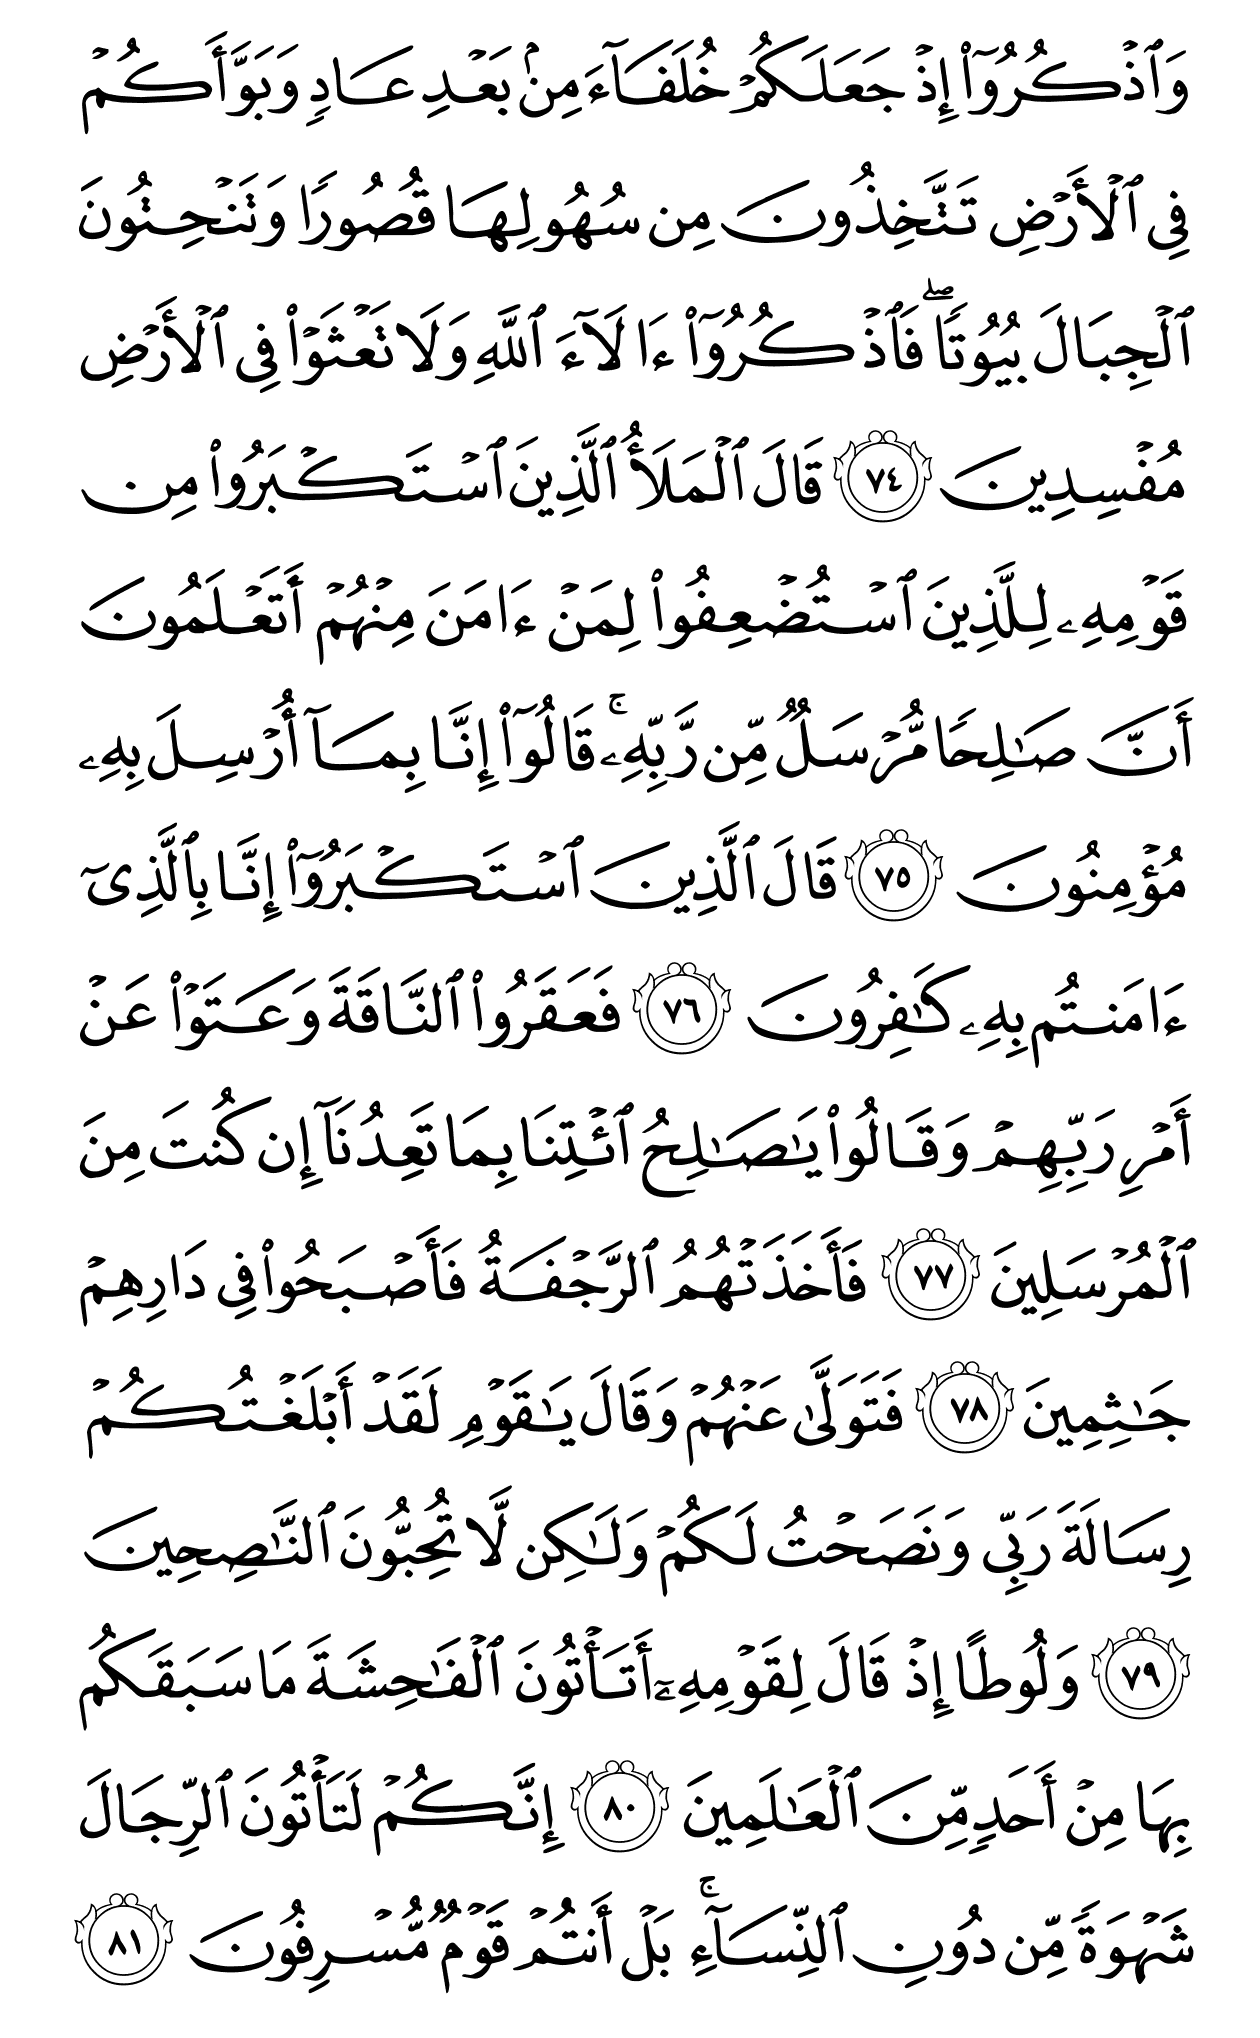 وَٱذۡكُرُوٓاْ إِذۡ جَعَلَكُمۡ خُلَفَآءَ مِنۢ بَعۡدِ عَادٖ وَبَوَّأَكُمۡ
فِي ٱلۡأَرۡضِ تَتَّخِذُونَ مِن سُهُولِهَا قُصُورٗا وَتَنۡحِتُونَ
ٱلۡجِبَالَ بُيُوتٗاۖ فَٱذۡكُرُوٓاْ ءَالَآءَ ٱللَّهِ وَلَا تَعۡثَوۡاْ فِي ٱلۡأَرۡضِ
مُفۡسِدِينَ ٧٤ قَالَ ٱلۡمَلَأُ ٱلَّذِينَ ٱسۡتَكۡبَرُواْ مِن
قَوۡمِهِۦ لِلَّذِينَ ٱسۡتُضۡعِفُواْ لِمَنۡ ءَامَنَ مِنۡهُمۡ أَتَعۡلَمُونَ
أَنَّ صَٰلِحٗا مُّرۡسَلٞ مِّن رَّبِّهِۦۚ قَالُوٓاْ إِنَّا بِمَآ أُرۡسِلَ بِهِۦ
مُؤۡمِنُونَ ٧٥ قَالَ ٱلَّذِينَ ٱسۡتَكۡبَرُوٓاْ إِنَّا بِٱلَّذِيٓ
ءَامَنتُم بِهِۦ كَٰفِرُونَ ٧٦ فَعَقَرُواْ ٱلنَّاقَةَ وَعَتَوۡاْ عَنۡ
أَمۡرِ رَبِّهِمۡ وَقَالُواْ يَٰصَٰلِحُ ٱئۡتِنَا بِمَا تَعِدُنَآ إِن كُنتَ مِنَ
ٱلۡمُرۡسَلِينَ ٧٧ فَأَخَذَتۡهُمُ ٱلرَّجۡفَةُ فَأَصۡبَحُواْ فِي دَارِهِمۡ
جَٰثِمِينَ ٧٨ فَتَوَلَّىٰ عَنۡهُمۡ وَقَالَ يَٰقَوۡمِ لَقَدۡ أَبۡلَغۡتُكُمۡ
رِسَالَةَ رَبِّي وَنَصَحۡتُ لَكُمۡ وَلَٰكِن لَّا تُحِبُّونَ ٱلنَّٰصِحِينَ
٧٩ وَلُوطًا إِذۡ قَالَ لِقَوۡمِهِۦٓ أَتَأۡتُونَ ٱلۡفَٰحِشَةَ مَا سَبَقَكُم
بِهَا مِنۡ أَحَدٖ مِّنَ ٱلۡعَٰلَمِينَ ٨٠ إِنَّكُمۡ لَتَأۡتُونَ ٱلرِّجَالَ
شَهۡوَةٗ مِّن دُونِ ٱلنِّسَآءِۚ بَلۡ أَنتُمۡ قَوۡمٞ مُّسۡرِفُونَ ٨١